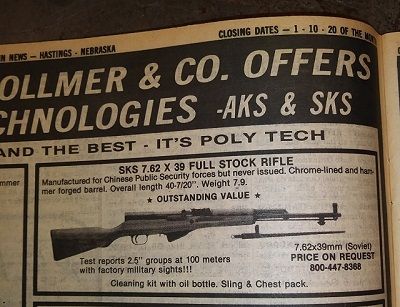 N NEWS — HASTINGS - NEBRASKA
CLOSING DATES — 1 - 10 - 20 OF THE
OLLMER & CO. OFFERS
CHNOLOGIES -AKS & SKS
AND THE BEST - IT'S POLY TECH
SKS 7.62 X 39 FULL STOCK RIFLE
Manufactured for Chinese Public Security forces but never issued. Chrome-lined and ham-
mer forged barrel. Overall length 40-7/20". Weight 7.9.
★ OUTSTANDING VALUE ★
Test reports 2.5" groups at 100 meters
with factory military sights!!!
7.62x39mm (Soviet)
PRICE ON REQUEST
800-447-8368
Cleaning kit with oil bottle. Sling & Chest pack.